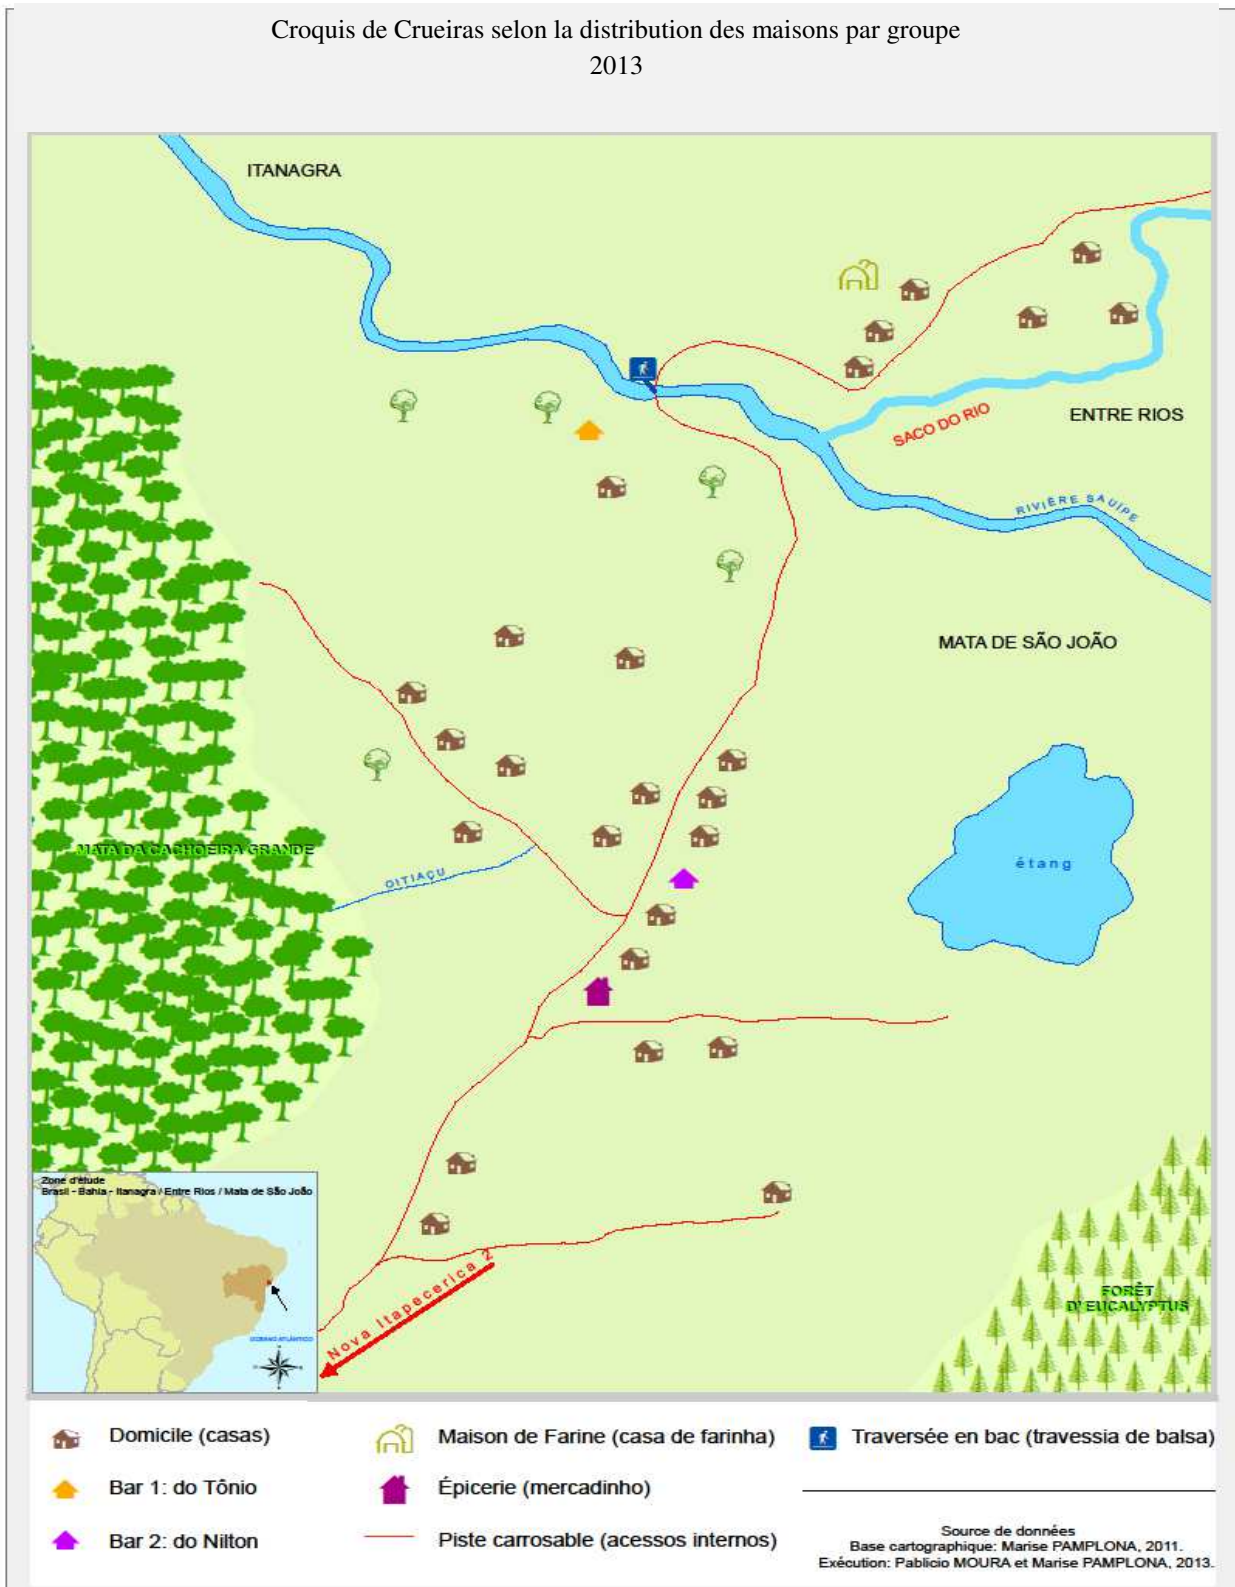 Croquis de Crueiras selon la distribution des maisons par groupe
2013
ITANAGRA
ENTRE RIOS
SACO DO RIO
RIVIÈRE SAUÍPE
MATA DE SÃO JOÃO
MATA DA CACHOEIRA GRANDE
OITIAÇU
étang
Zone d'étude
Brasil - Bahia - Itanagra / Entre Rios / Mata de São João
OCEANO ATLÂNTICO
Nova Itapecerica 2
FORÊT
D'EUCALYPTUS
Domicile (casas)
Maison de Farine (casa de farinha)
Traversée en bac (travessia de balsa)
Bar 1: do Tônio
Épicerie (mercadinho)
Bar 2: do Nilton
Piste carrosable (acessos internos)
Source de données
Base cartographique: Marise PAMPLONA, 2011.
Exécution: Pablicio MOURA et Marise PAMPLONA, 2013.